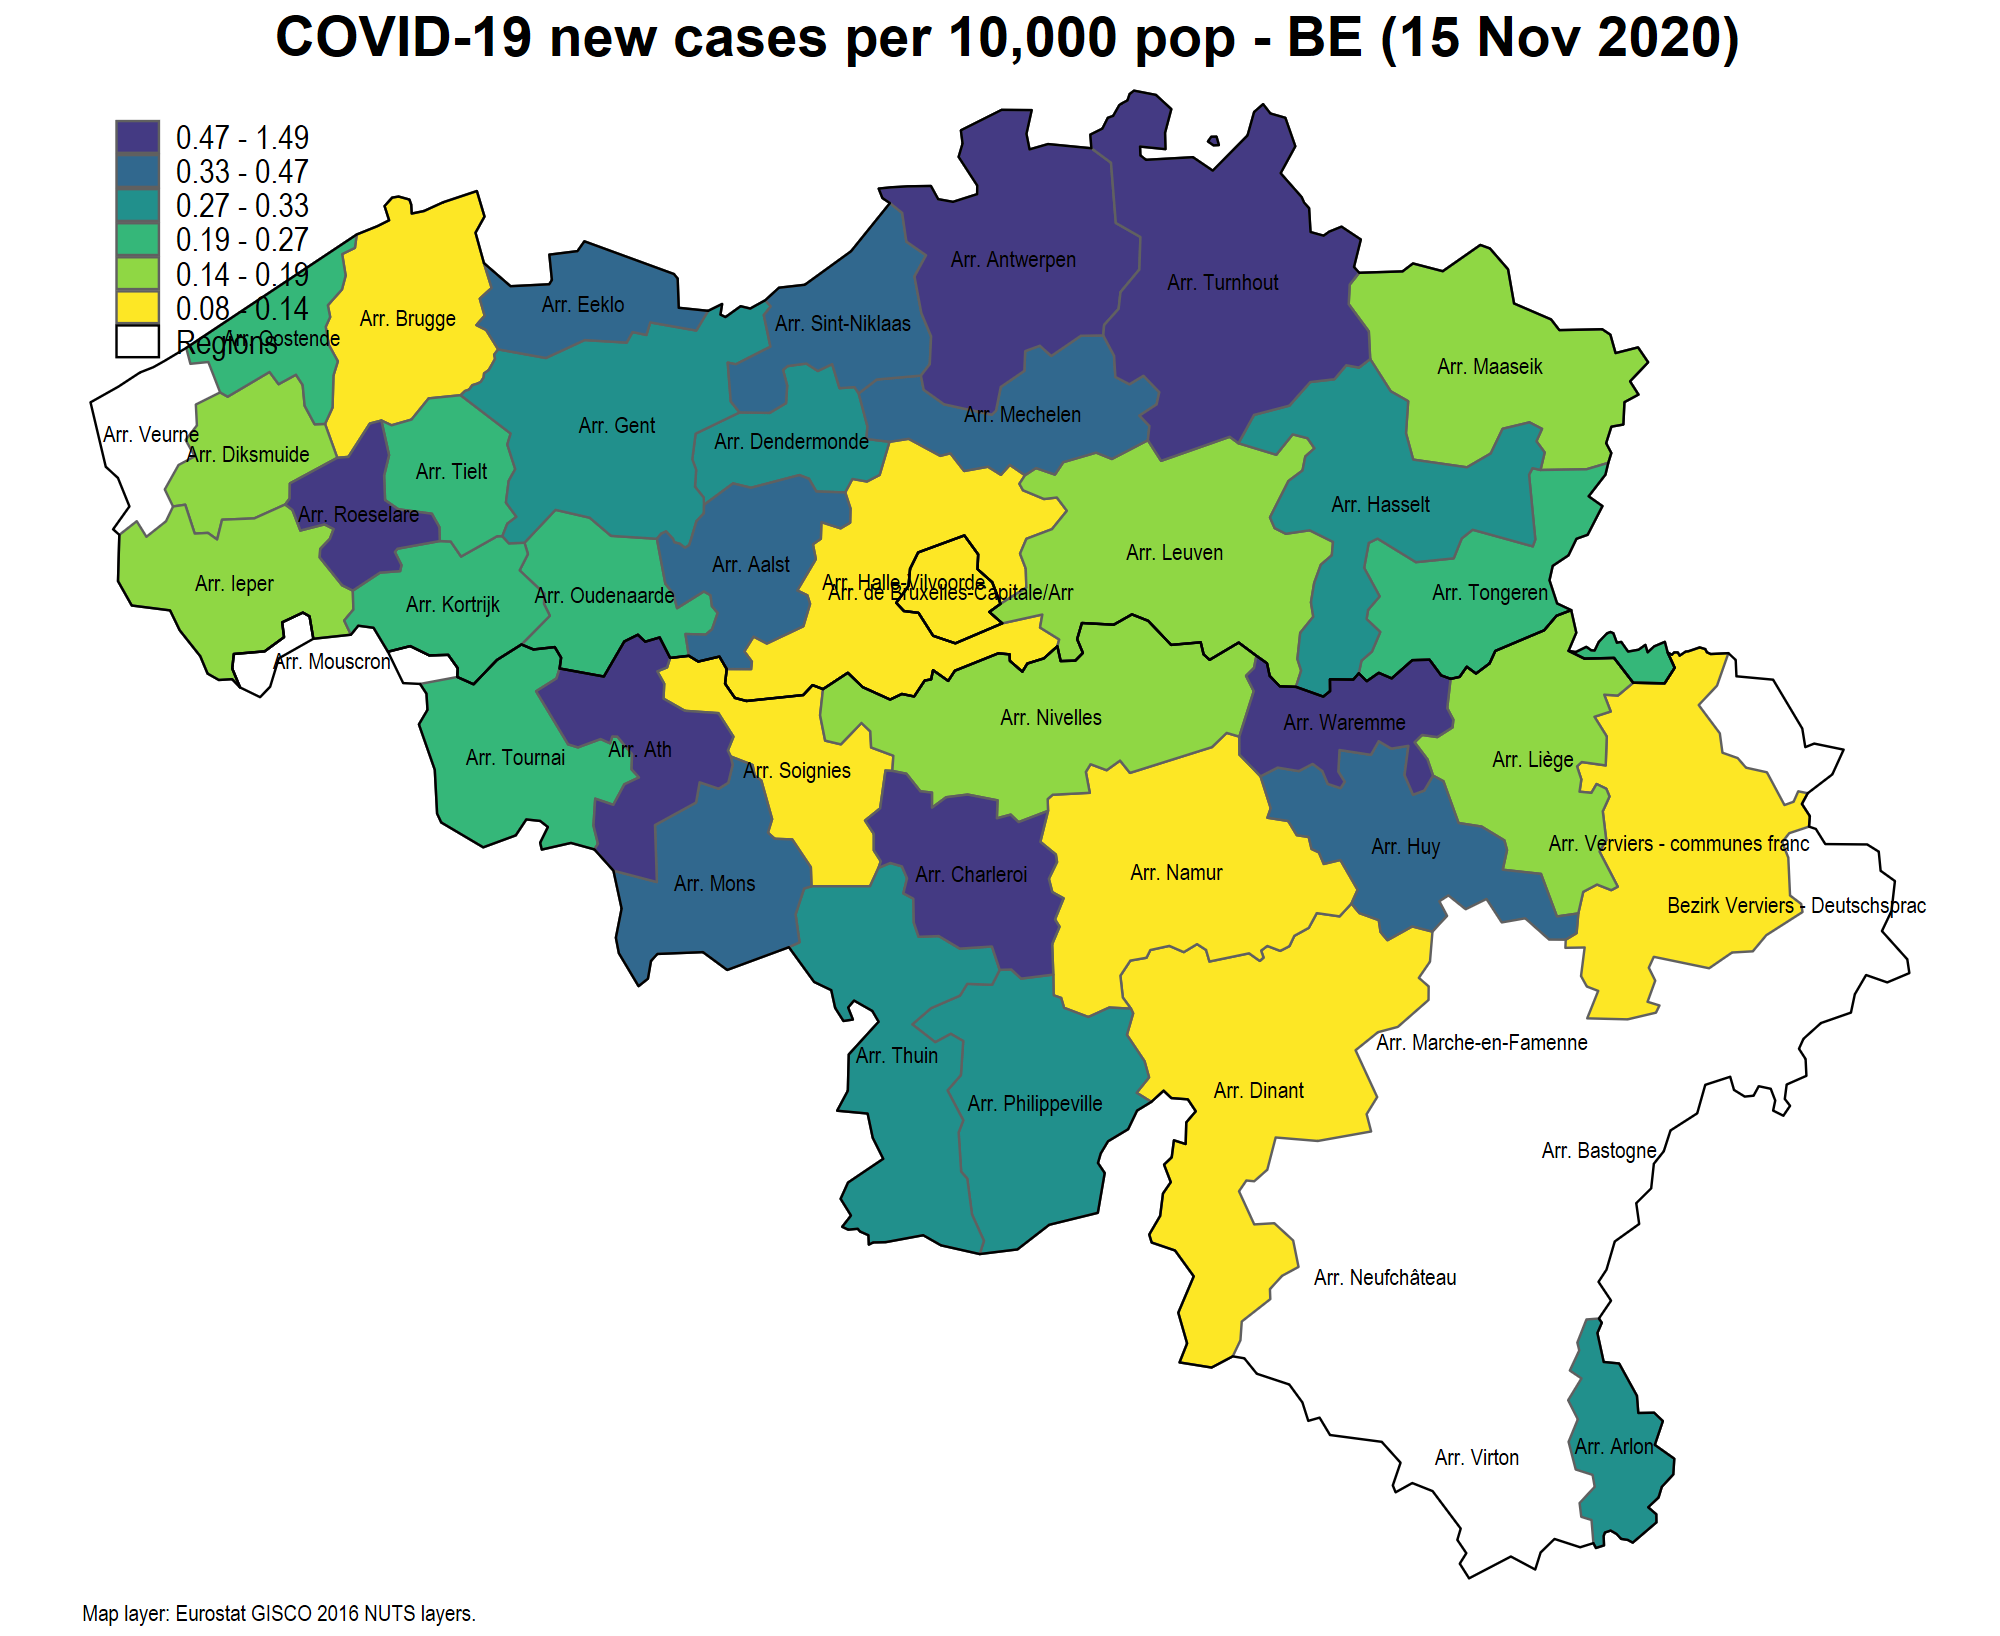 COVID-19 new cases per 10,000 pop - BE (15 Nov 2020)
0.47 - 1.49
0.33 - 0.47
0.27 - 0.33
0.19 - 0.27
0.14 - 0.19
0.08 - 0.14
Regions
Arr. Antwerpen
Arr. Turnhout
Arr. Eeklo
Arr. Brugge
Arr. Sint-Niklaas
Arr. Oostende
Arr. Maaseik
Arr. Mechelen
Arr. Gent
Arr. Veurne
Arr. Dendermonde
Arr. Diksmuide
Arr. Tielt
Arr. Hasselt
Arr. Roeselare
Arr. Leuven
Arr. Aalst
Arr. Halle-Vilvoorde
Arr. Ieper
Arr. de Bruxelles-Capitale/Arr
Arr. Tongeren
Arr. Oudenaarde
Arr. Kortrijk
Arr. Mouscron
Arr. Nivelles
Arr. Waremme
Arr. Ath
Arr. Tournai
Arr. Liège
Arr. Soignies
Arr. Verviers - communes franc
Arr. Huy
Arr. Namur
Arr. Charleroi
Arr. Mons
Bezirk Verviers - Deutschsprac
Arr. Marche-en-Famenne
Arr. Thuin
Arr. Dinant
Arr. Philippeville
Arr. Bastogne
Arr. Neufchâteau
Arr. Arlon
Arr. Virton
Map layer: Eurostat GISCO 2016 NUTS layers.